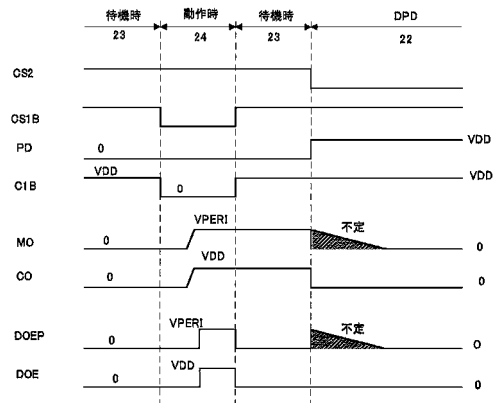 待機時 動作時 待機時 DPD
23 24 23 22
CS2
CS1B
PD 0 VDD
VDD VDD
C1B 0
VPERI 不定
MO 0 0
VDD
CO 0 0
VPERI 不定
DOEP 0 0
VDD
DOE 0 0